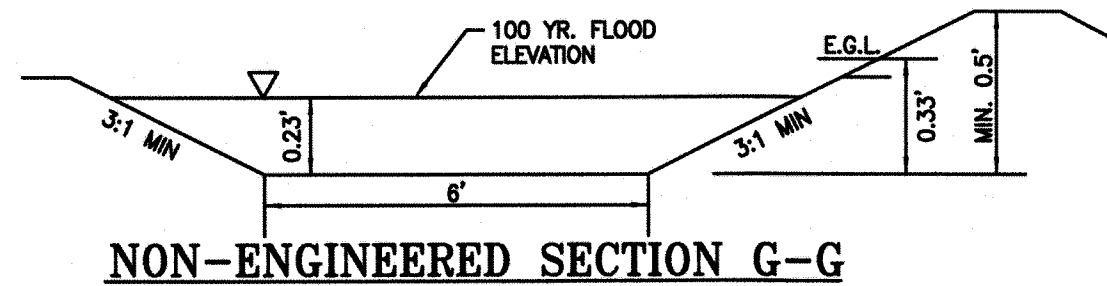 100 YR. FLOOD
ELEVATION
E.G.L.
3:1 MIN
0.23'
3:1 MIN
0.33'
MIN. 0.5'
6'
NON-ENGINEERED SECTION G-G